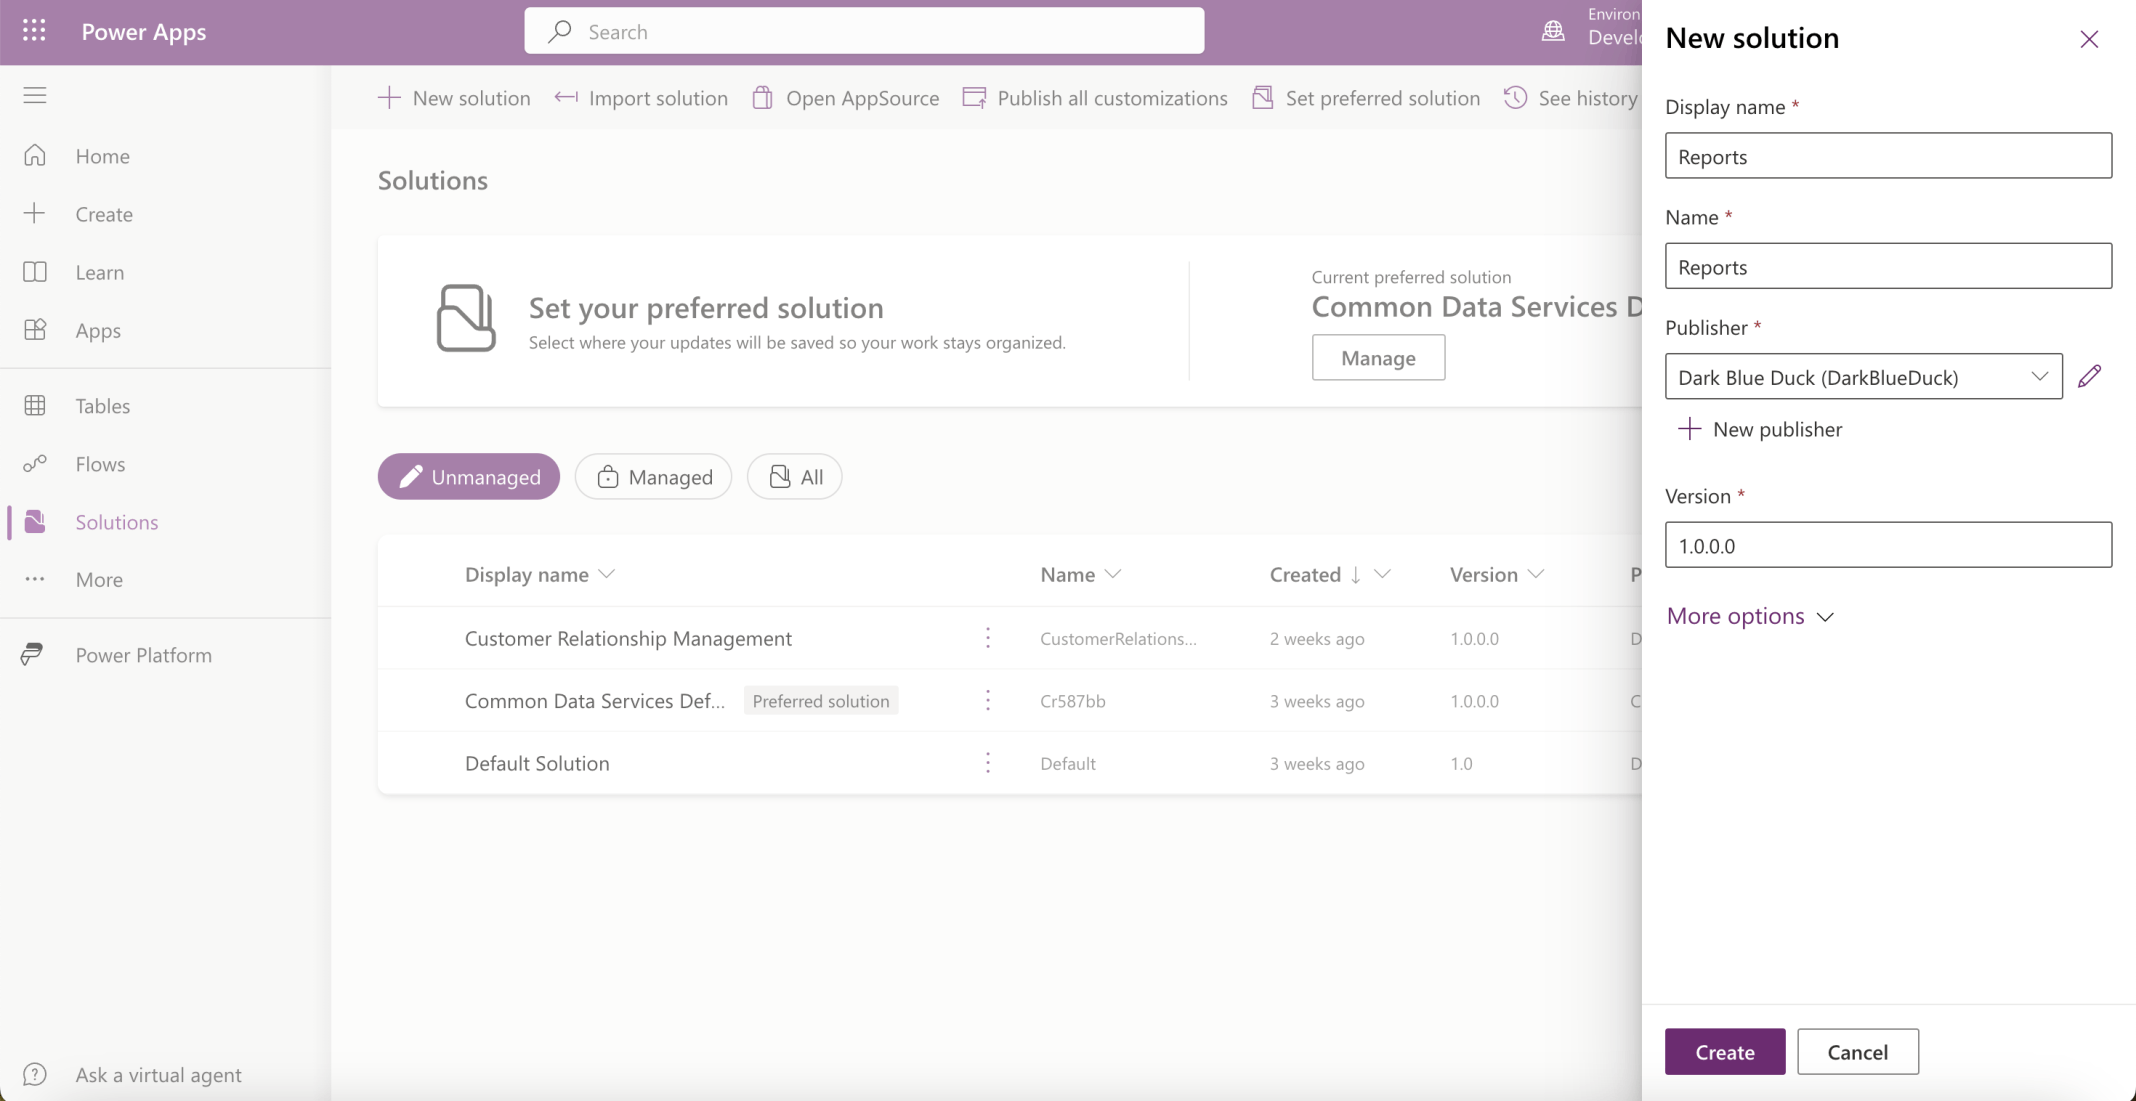 Power Apps
Search
Environ
Develo
New solution
Import solution
Open AppSource
Publish all customizations
Set preferred solution
See history
Home
Create
Learn
Apps
Tables
Flows
Solutions
More
Power Platform
Ask a virtual agent
Solutions
Set your preferred solution
Select where your updates will be saved so your work stays organized.
Current preferred solution
Common Data Services D
Manage
Unmanaged
Managed
All
Display name Name Created ↓ Version P
Customer Relationship Management CustomerRelations... 2 weeks ago 1.0.0.0 D
Common Data Services Def... Preferred solution Cr587bb 3 weeks ago 1.0.0.0 C
Default Solution Default 3 weeks ago 1.0 D
New solution
Display name *
Reports
Name *
Reports
Publisher *
Dark Blue Duck (DarkBlueDuck)
New publisher
Version *
1.0.0.0
More options
Create
Cancel